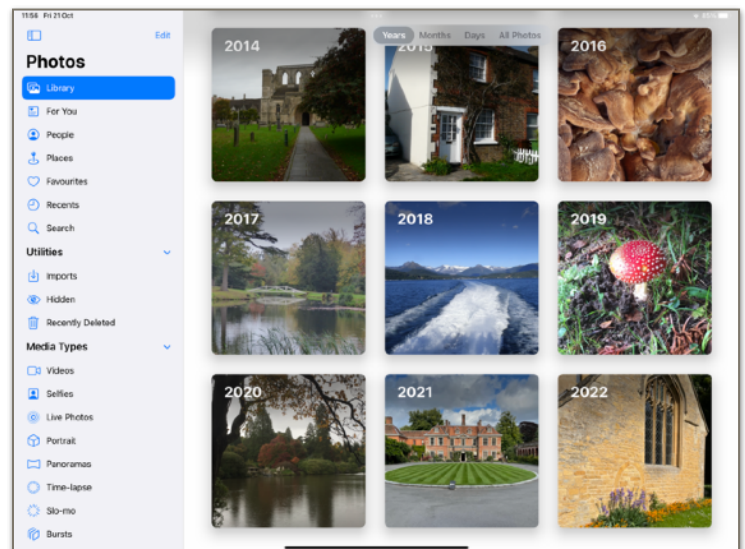 11:56 Fri 21 Oct
85%
Edit
Photos
Library
For You
People
Places
Favourites
Recents
Search
Utilities
Imports
Hidden
Recently Deleted
Media Types
Videos
Selfies
Live Photos
Portrait
Panoramas
Time-lapse
Slo-mo
Bursts
Years Months Days All Photos
2014
2015
2016
2017
2018
2019
2020
2021
2022